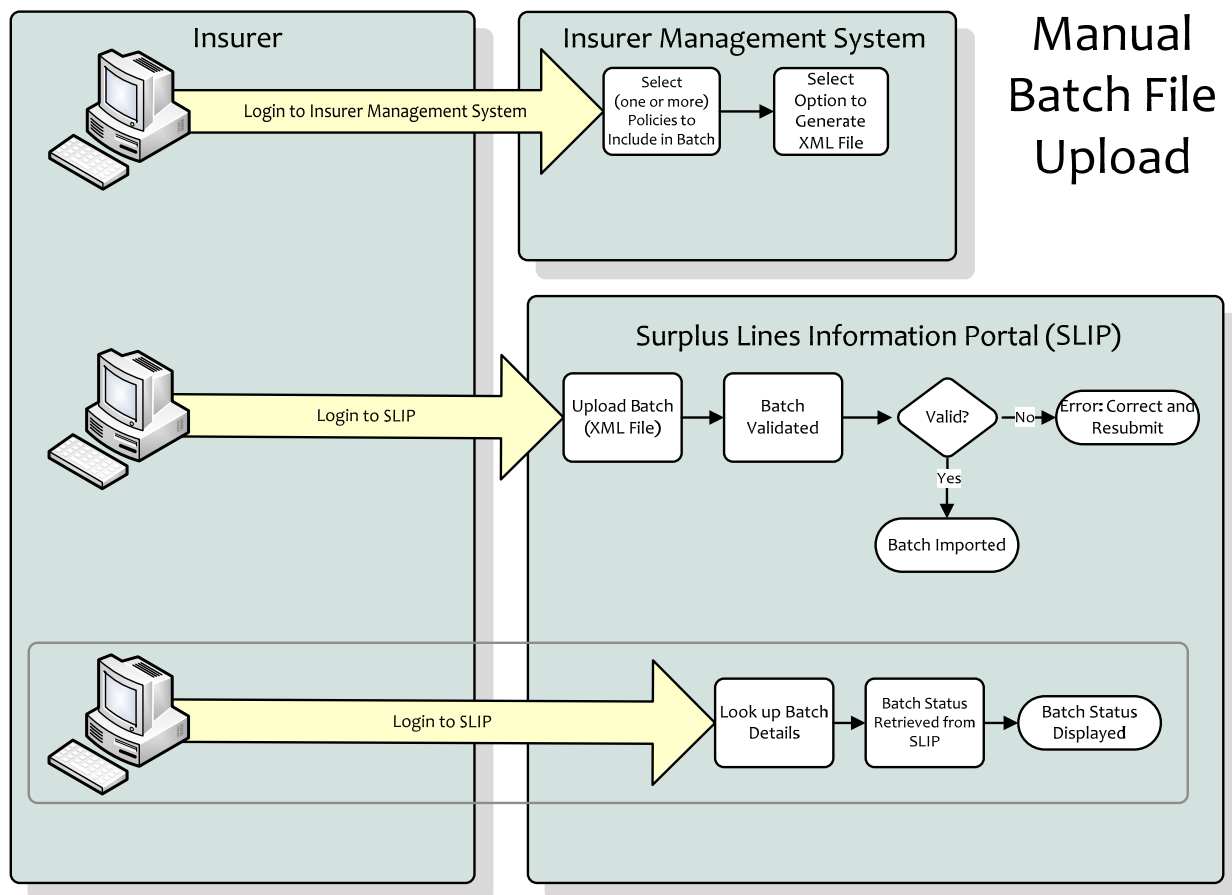 Insurer
Insurer Management System
Manual
Batch File
Upload
Login to Insurer Management System
Select
(one or more)
Policies to
Include in Batch
Select
Option to
Generate
XML File
Surplus Lines Information Portal (SLIP)
Login to SLIP
Upload Batch
(XML File)
Batch
Validated
Valid?
No
Error: Correct and
Resubmit
Yes
Batch Imported
Login to SLIP
Look up Batch
Details
Batch Status
Retrieved from
SLIP
Batch Status
Displayed